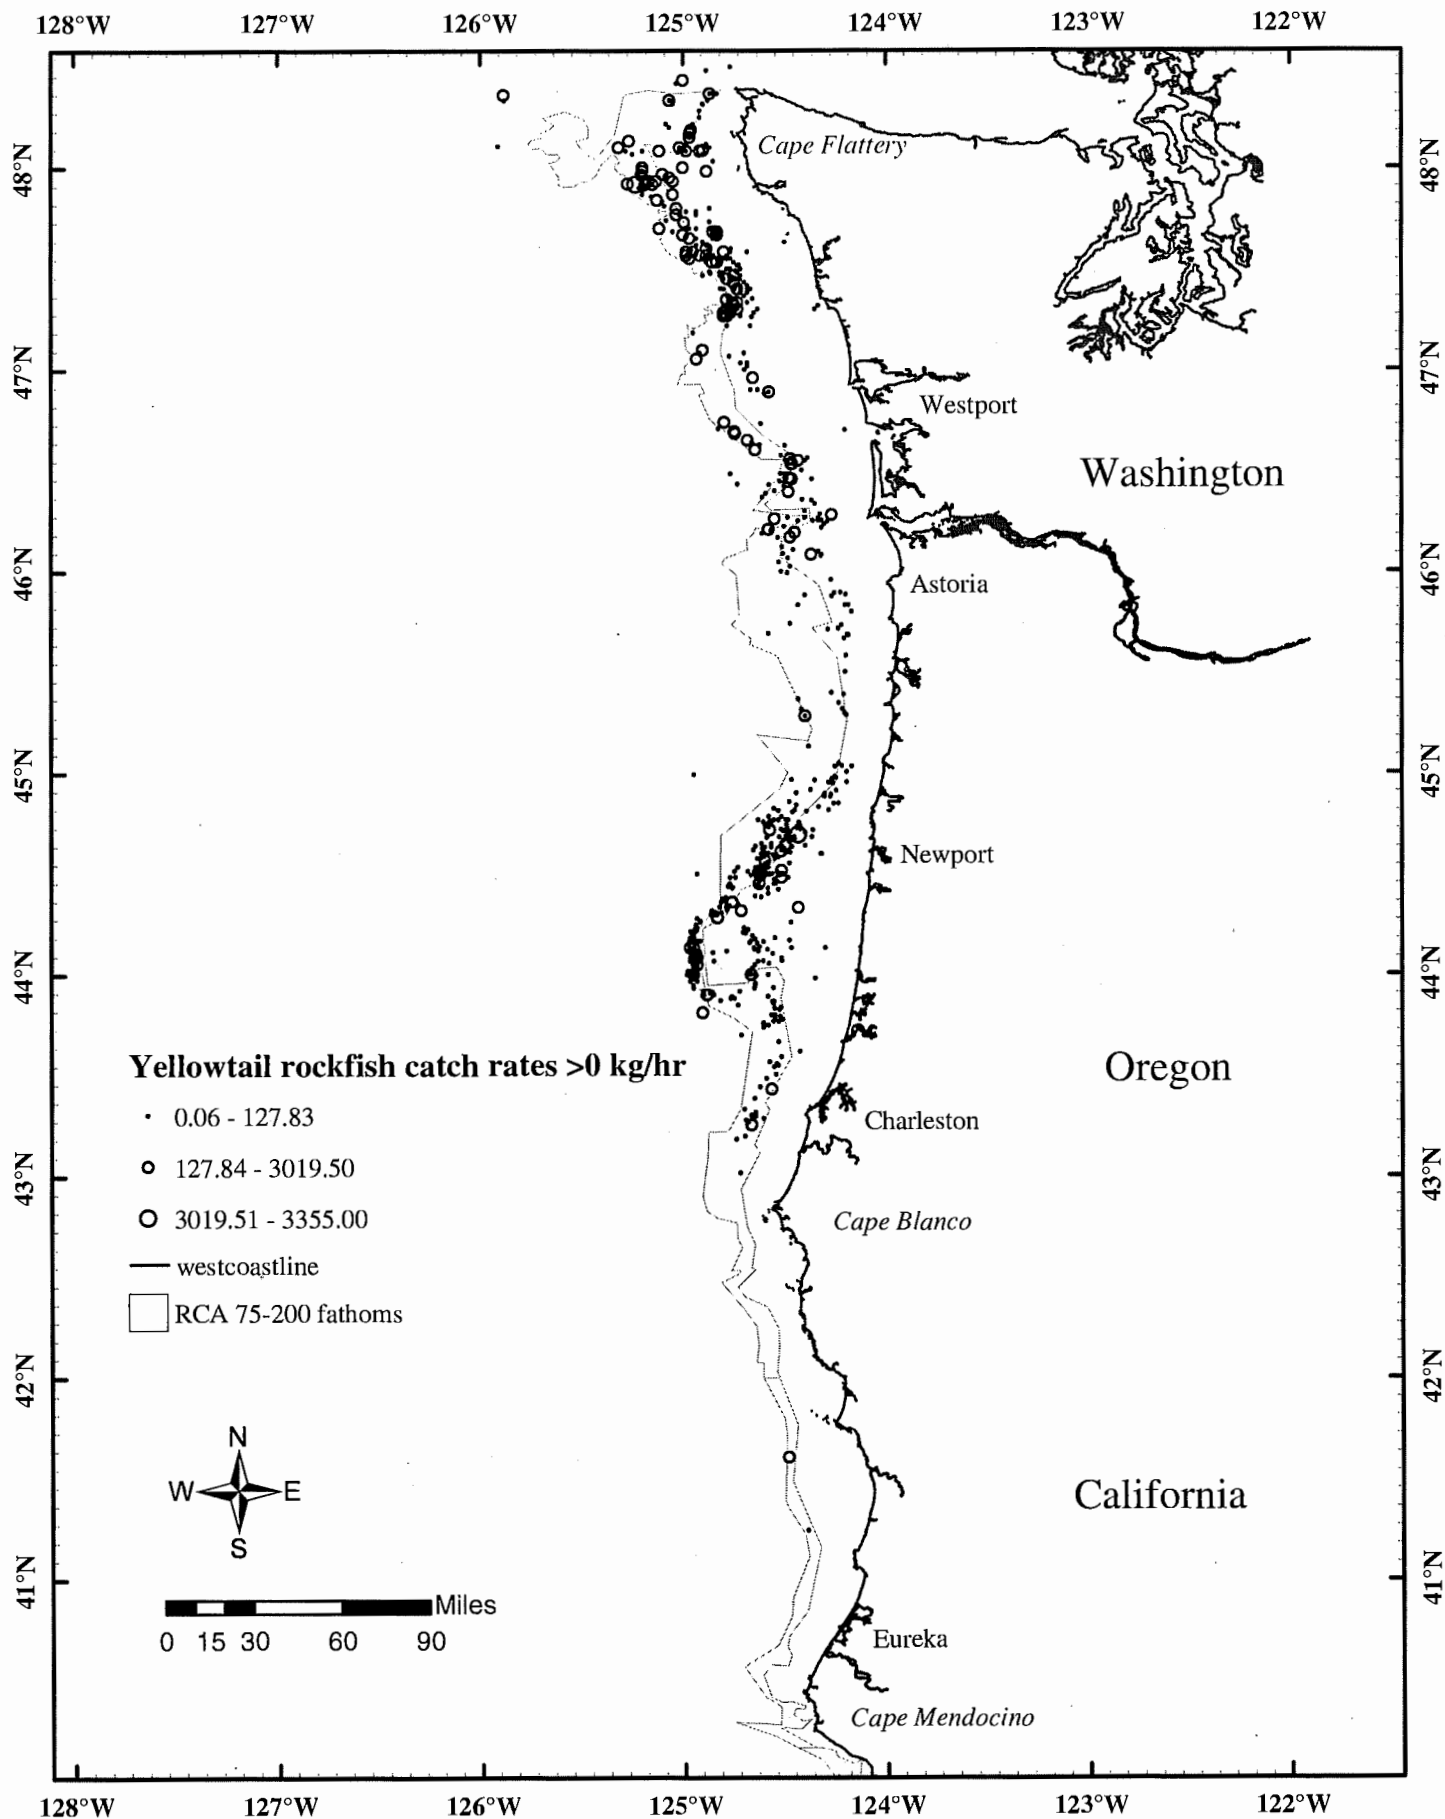 128°W 127°W 126°W 125°W 124°W 123°W 122°W
48°N 48°N
Cape Flattery
47°N 47°N
Westport
Washington
46°N 46°N
Astoria
45°N 45°N
Newport
44°N 44°N
Yellowtail rockfish catch rates >0 kg/hr
Oregon
0.06 - 127.83
Charleston
127.84 - 3019.50
43°N 43°N
3019.51 - 3355.00
Cape Blanco
westcoastline
RCA 75-200 fathoms
42°N 42°N
N
W E
S
California
41°N 41°N
Miles
0 15 30 60 90
Eureka
Cape Mendocino
128°W 127°W 126°W 125°W 124°W 123°W 122°W